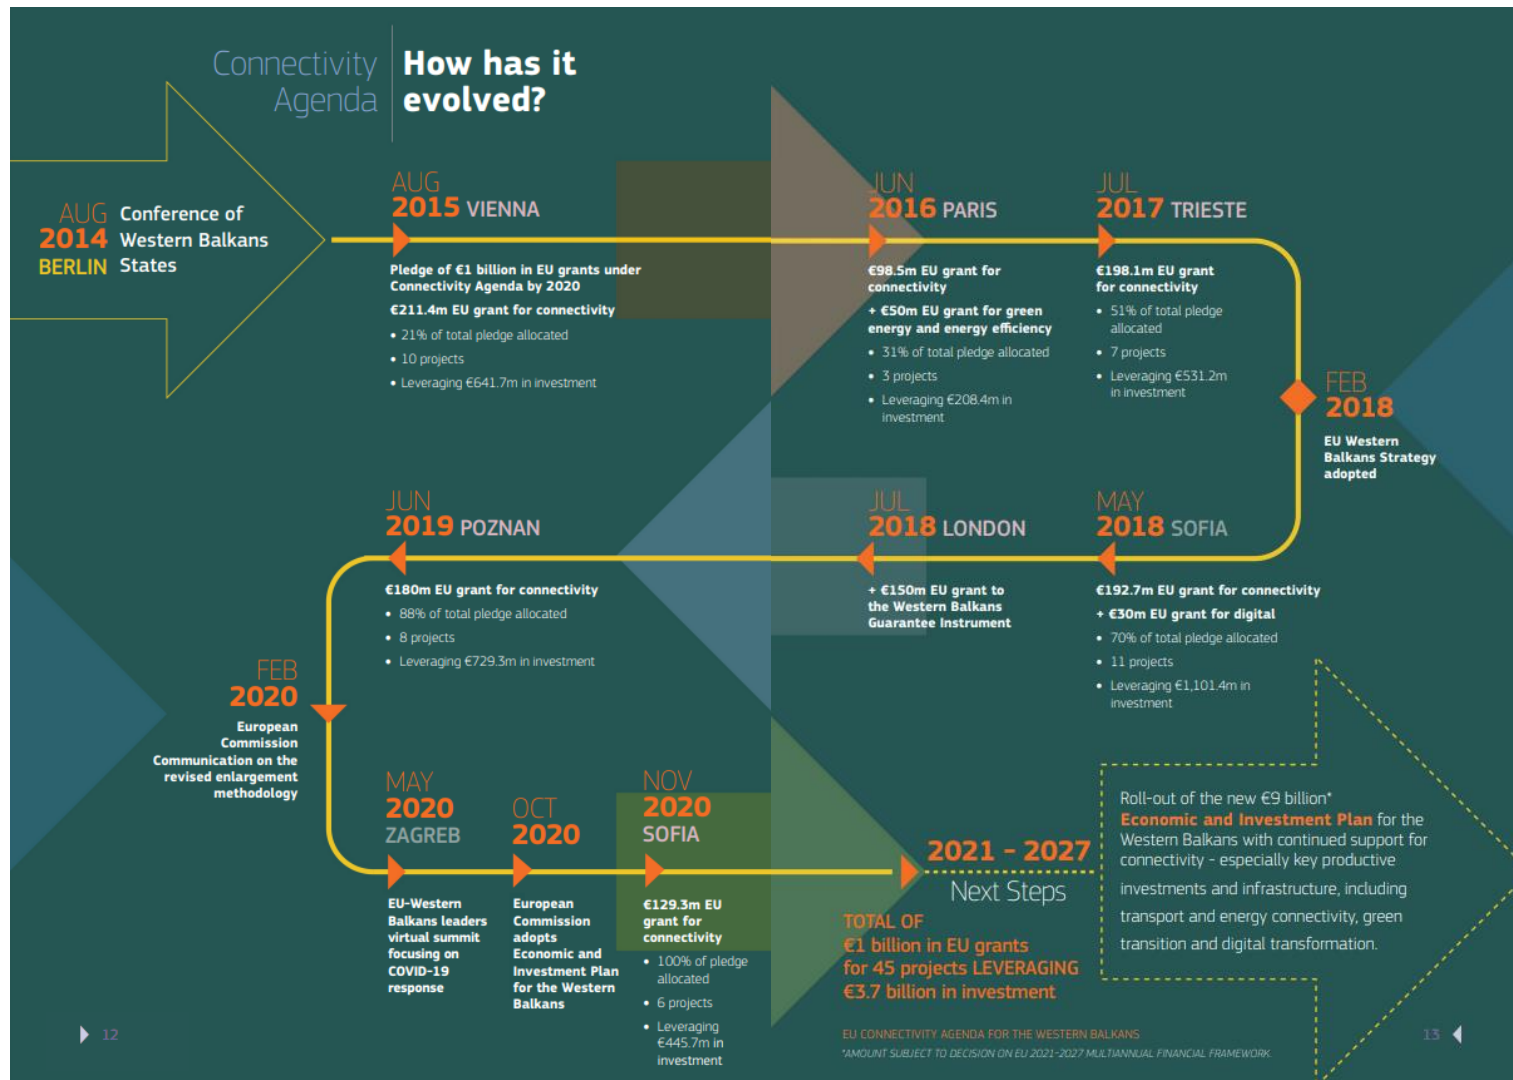 Connectivity
Agenda
How has it
evolved?
AUG
2014
BERLIN
Conference of
Western Balkans
States
AUG
2015 VIENNA
Pledge of €1 billion in EU grants under
Connectivity Agenda by 2020
€211.4m EU grant for connectivity
• 21% of total pledge allocated
• 10 projects
• Leveraging €641.7m in investment
JUN
2016 PARIS
€98.5m EU grant for
connectivity
+ €50m EU grant for green
energy and energy efficiency
• 31% of total pledge allocated
• 3 projects
• Leveraging €208.4m in
investment
JUL
2017 TRIESTE
€198.1m EU grant
for connectivity
• 51% of total pledge
allocated
• 7 projects
• Leveraging €531.2m
in investment
FEB
2018
EU Western
Balkans Strategy
adopted
MAY
2018 SOFIA
€192.7m EU grant for connectivity
+ €30m EU grant for digital
• 70% of total pledge allocated
• 11 projects
• Leveraging €1,101.4m in
investment
JUL
2018 LONDON
+ €150m EU grant to
the Western Balkans
Guarantee Instrument
JUN
2019 POZNAN
€180m EU grant for connectivity
• 88% of total pledge allocated
• 8 projects
• Leveraging €729.3m in investment
FEB
2020
European
Commission
Communication on the
revised enlargement
methodology
MAY
2020
ZAGREB
EU-Western
Balkans leaders
virtual summit
focusing on
COVID-19
response
OCT
2020
European
Commission
adopts
Economic and
Investment Plan
for the Western
Balkans
NOV
2020
SOFIA
€129.3m EU
grant for
connectivity
• 100% of pledge
allocated
• 6 projects
• Leveraging
€445.7m in
investment
2021 - 2027
Next Steps
TOTAL OF
€1 billion in EU grants
for 45 projects LEVERAGING
€3.7 billion in investment
Roll-out of the new €9 billion*
Economic and Investment Plan for the
Western Balkans with continued support for
connectivity - especially key productive
investments and infrastructure, including
transport and energy connectivity, green
transition and digital transformation.
12
EU CONNECTIVITY AGENDA FOR THE WESTERN BALKANS
*AMOUNT SUBJECT TO DECISION ON EU 2021-2027 MULTIANNUAL FINANCIAL FRAMEWORK.
13